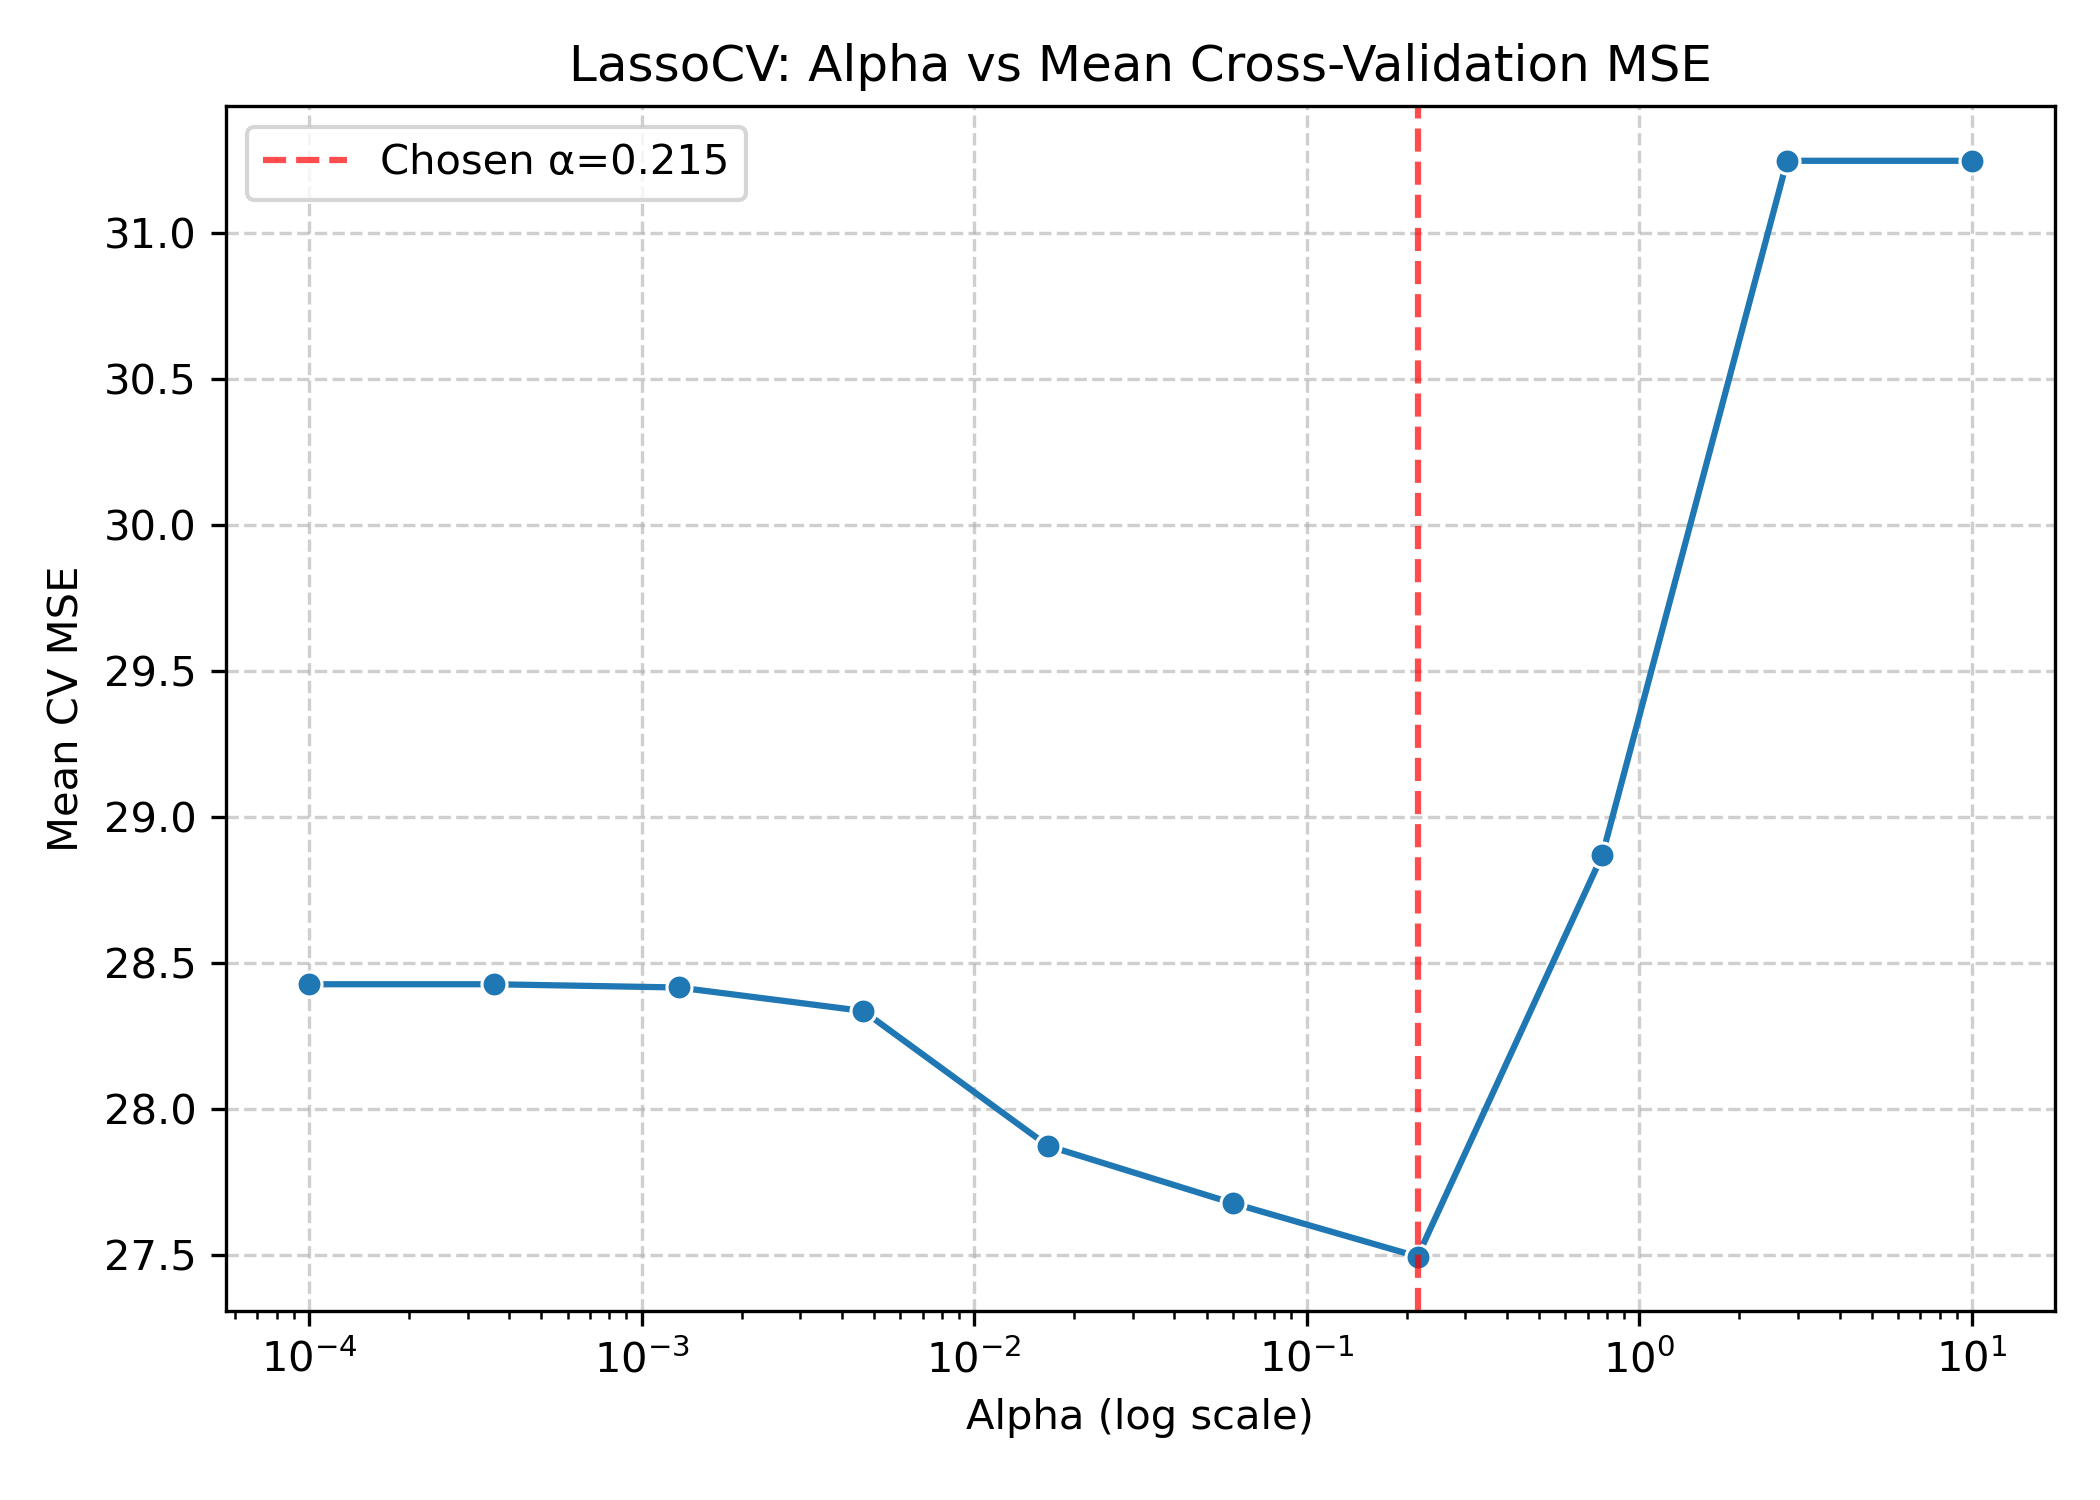 LassoCV: Alpha vs Mean Cross-Validation MSE
Chosen α=0.215
Mean CV MSE
31.0
30.5
30.0
29.5
29.0
28.5
28.0
27.5
10⁻⁴ 10⁻³ 10⁻² 10⁻¹ 10⁰ 10¹
Alpha (log scale)